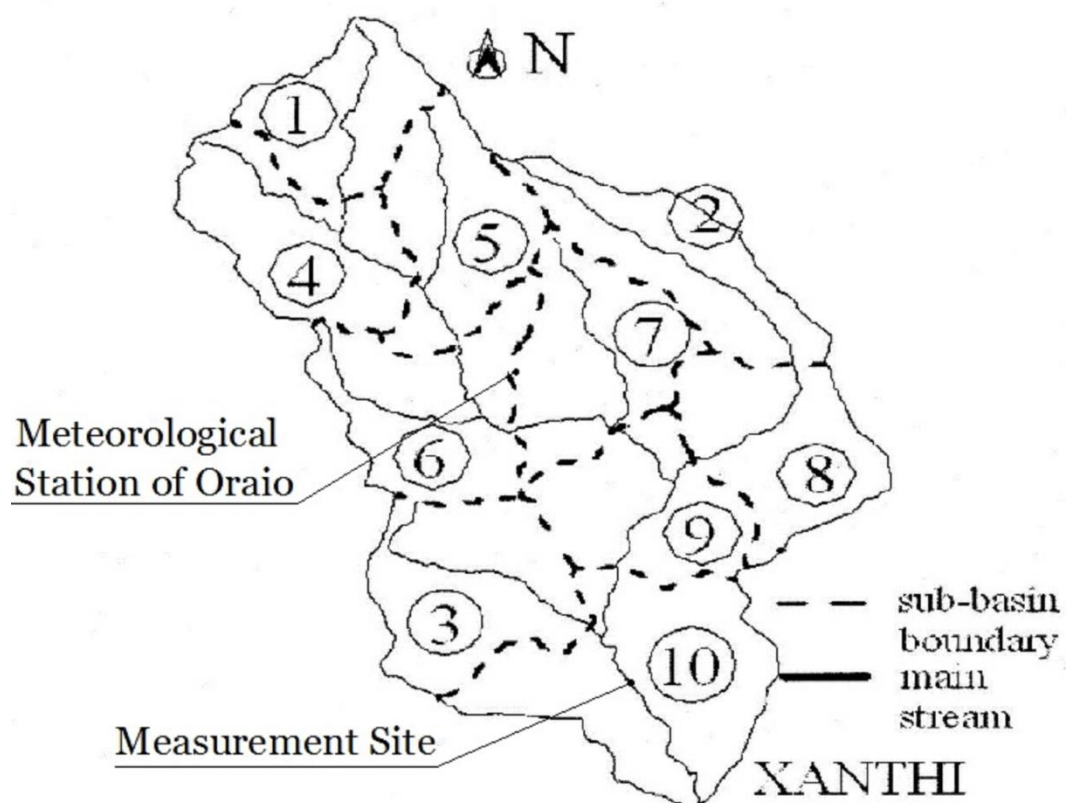 N
1
2
5
4
7
Meteorological
Station of Oraio
6
8
9
3
10
sub-basin
boundary
main
stream
Measurement Site
XANTHI